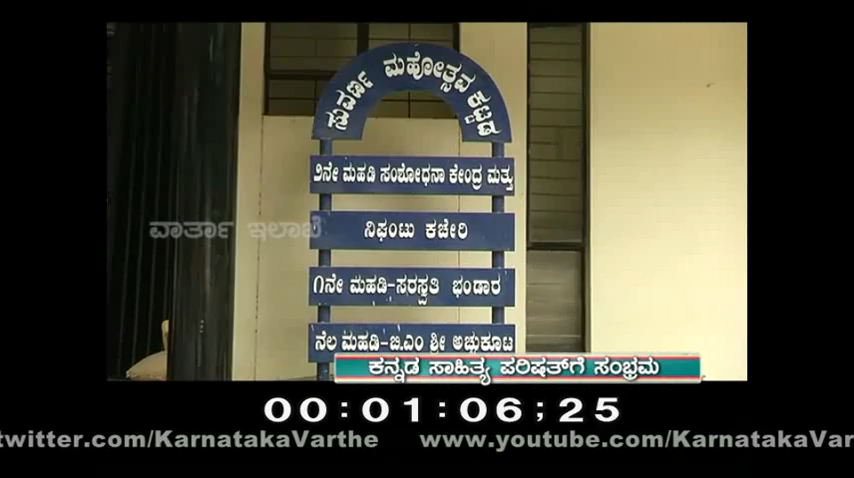 ಸುವರ್ಣ ಮಹೋತ್ಸವ ಕಟ್ಟಡ
೨ನೇ ಮಹಡಿ ಸಂಶೋಧನಾ ಕೇಂದ್ರ ಮತ್ತು
ನಿಘಂಟು ಕಚೇರಿ
ವಾರ್ತಾ ಇಲಾಖೆ
೧ನೇ ಮಹಡಿ-ಸರಸ್ವತಿ ಭಂಡಾರ
ನೆಲ ಮಹಡಿ-ಬಿ.ಎಂ ಶ್ರೀ ಅಚ್ಚುಕೂಟ
ಕನ್ನಡ ಸಾಹಿತ್ಯ ಪರಿಷತ್‌ಗೆ ಸಂಭ್ರಮ
00:01:06;25
twitter.com/KarnatakaVarthe www.youtube.com/KarnatakaVarthe